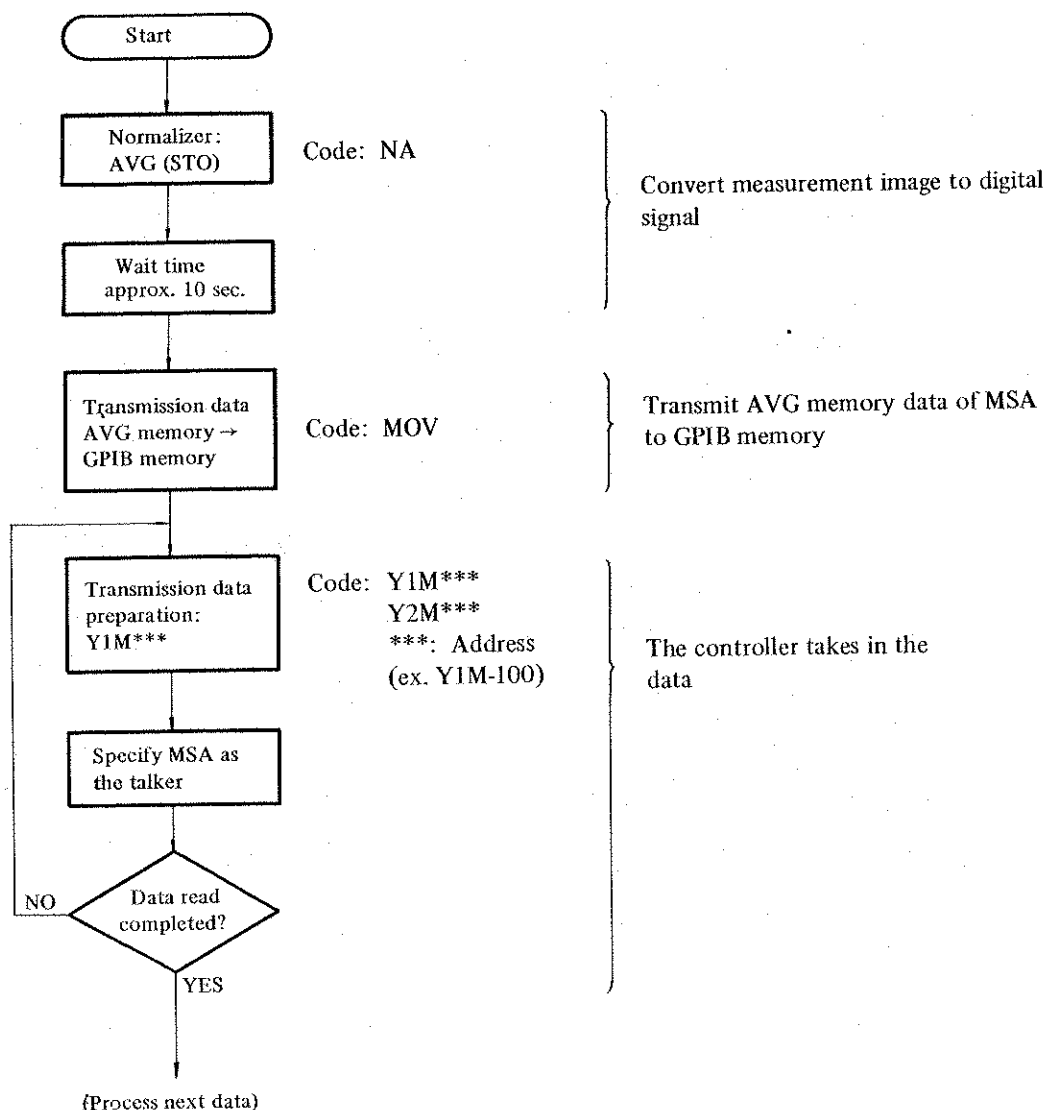 Start
Normalizer:
AVG (STO)
Code: NA
Convert measurement image to digital
signal
Wait time
approx. 10 sec.
Transmission data
AVG memory →
GPIB memory
Code: MOV
Transmit AVG memory data of MSA
to GPIB memory
Transmission data
preparation:
Y1M***
Code: Y1M***
Y2M***
***: Address
(ex. Y1M-100)
The controller takes in the
data
Specify MSA as
the talker
Data read
completed?
NO
YES
(Process next data)